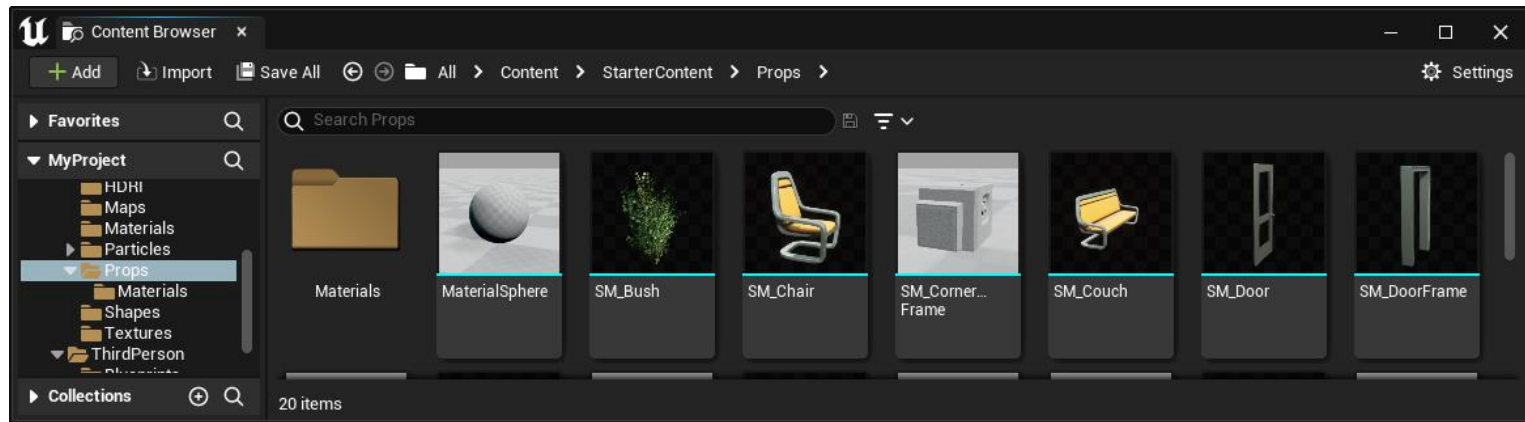 Content Browser
Add Import Save All All Content StarterContent Props Settings
Favorites
Search Props
MyProject
HDRI
Maps
Materials
Particles
Props
Materials
Shapes
Textures
ThirdPerson
Collections
Materials
MaterialSphere
SM_Bush
SM_Chair
SM_Corner...
Frame
SM_Couch
SM_Door
SM_DoorFrame
20 items